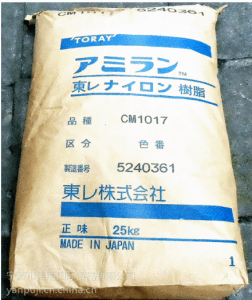 TORAY
アミラン™
東レ ナイロン 樹脂
品種 CM1017
区分 色番
製造番号 5240361
東レ株式会社
正味 25kg
MADE IN JAPAN
1